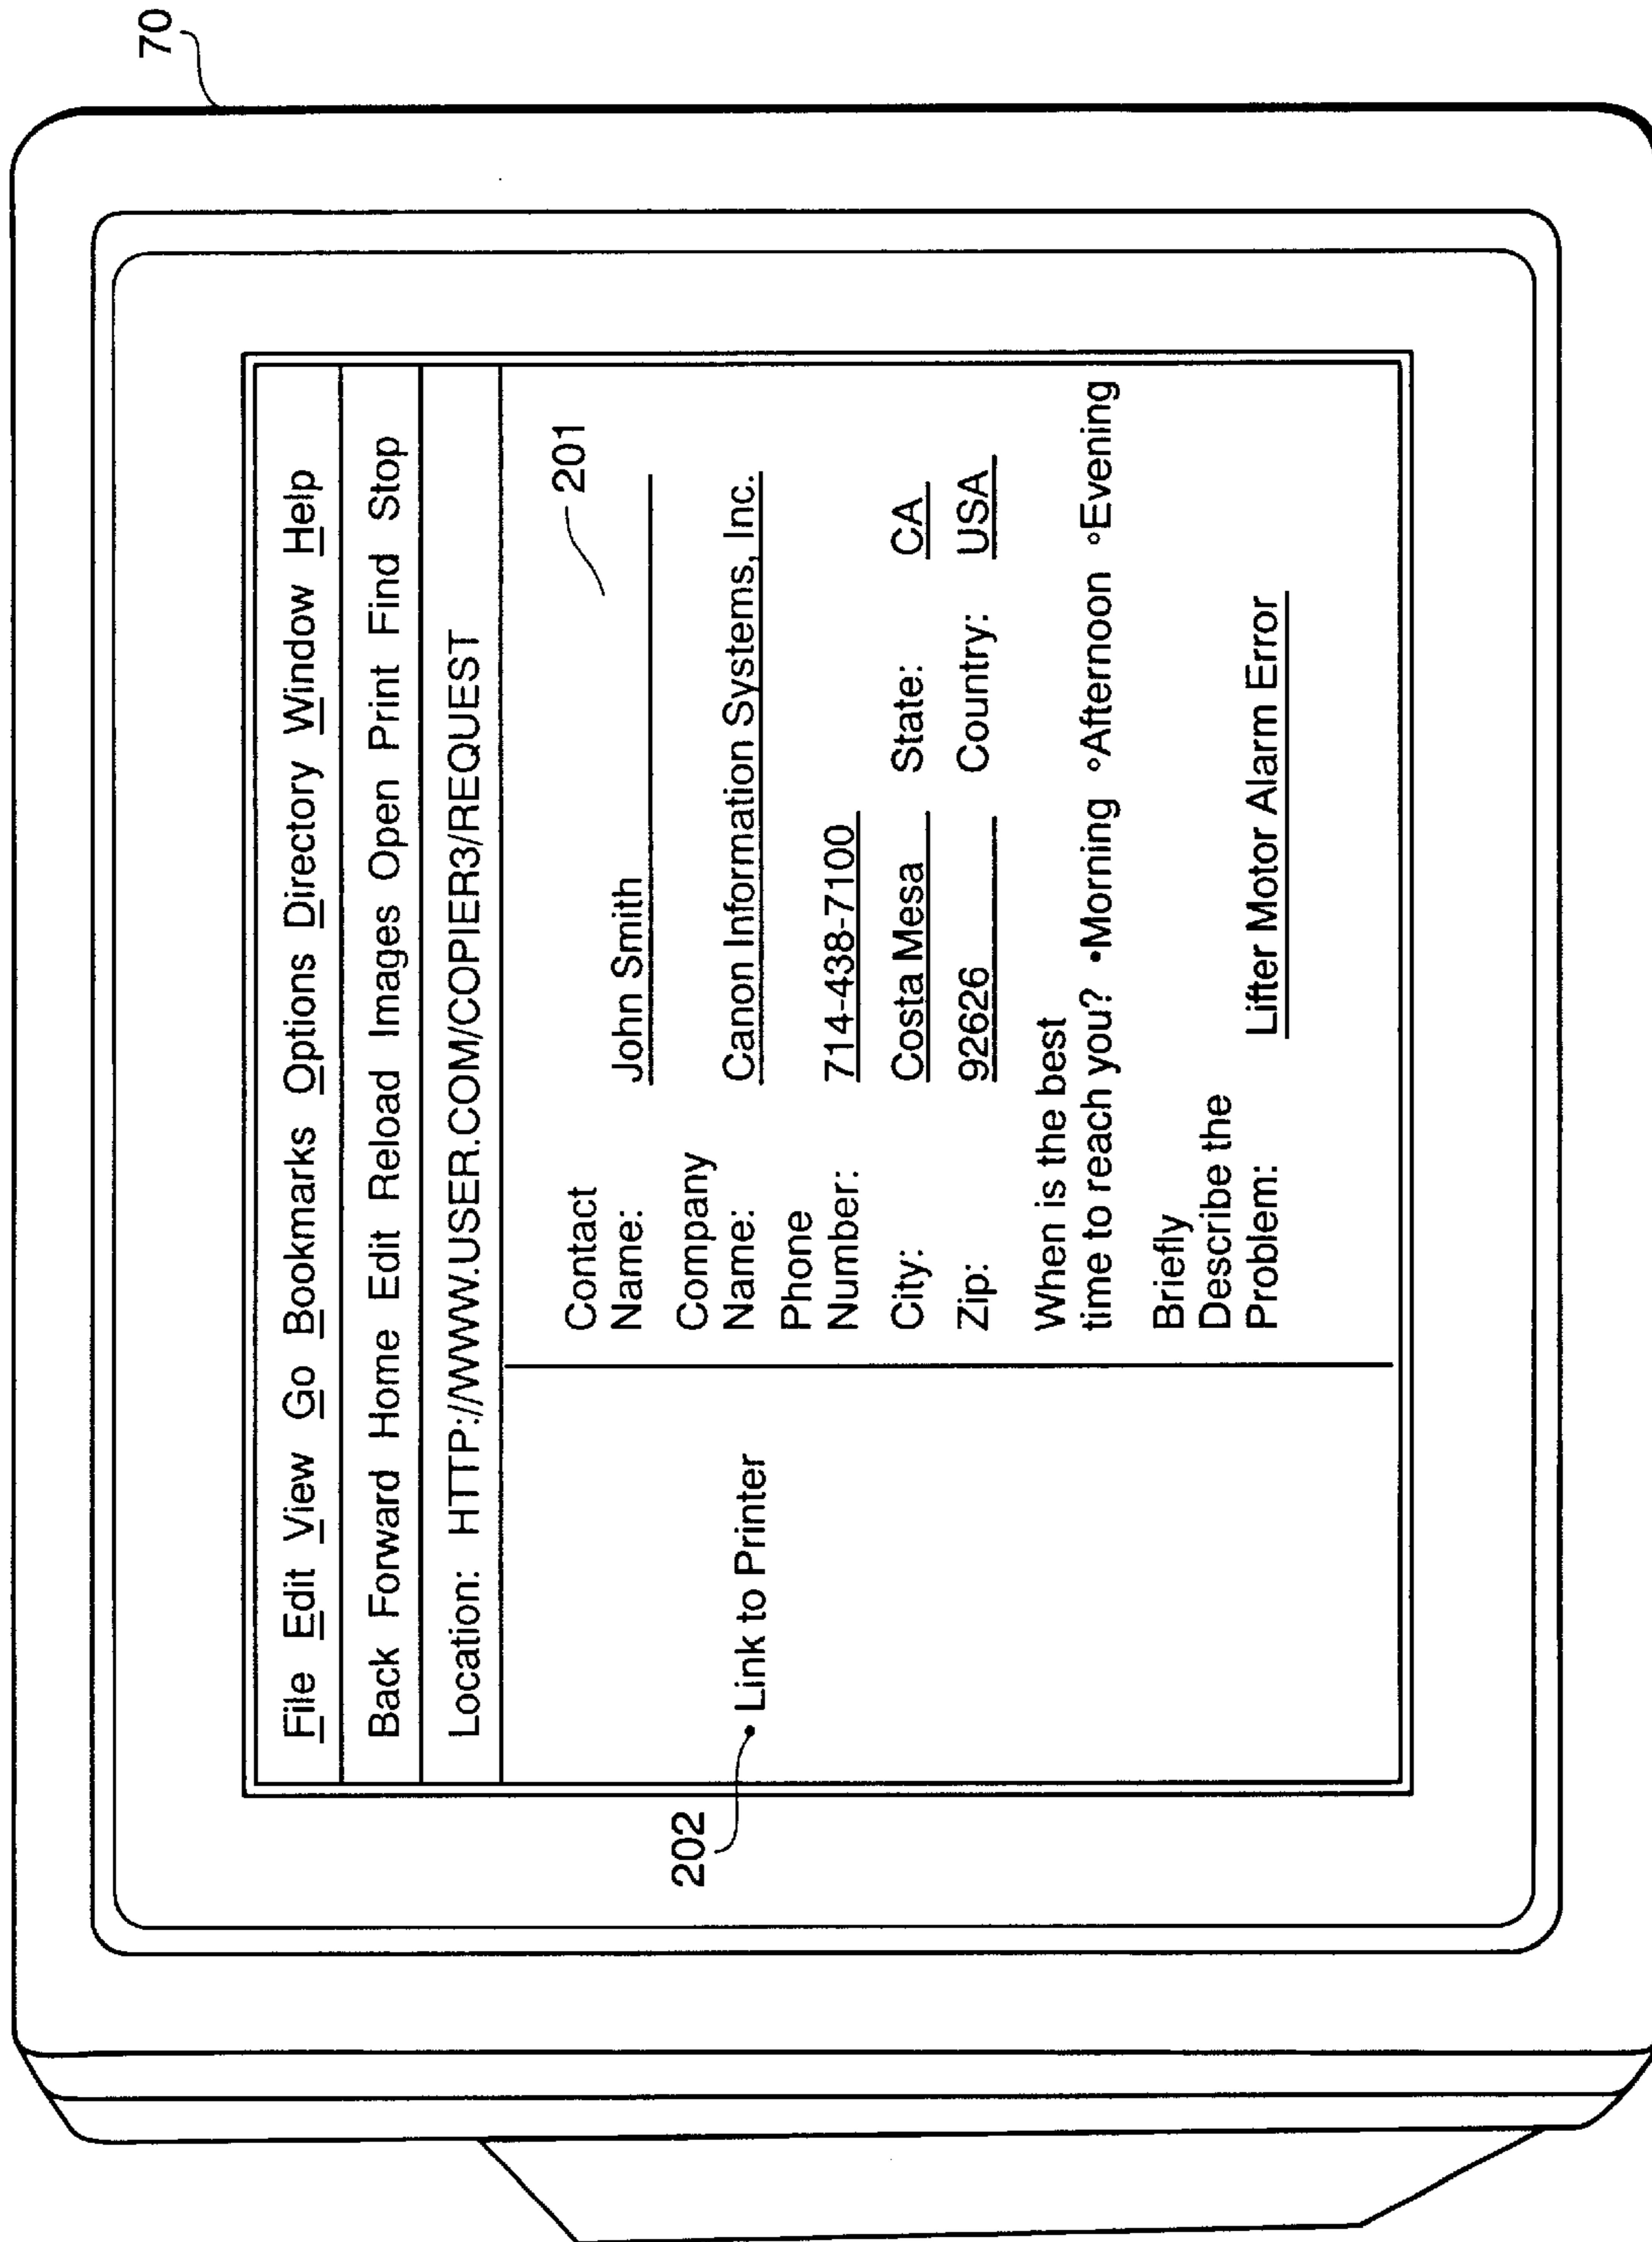 70
File Edit View Go Bookmarks Options Directory Window Help
Back Forward Home Edit Reload Images Open Print Find Stop
Location: HTTP://WWW.USER.COM/COPIER3/REQUEST
201
Contact
Name: John Smith
202
• Link to Printer
Company
Name: Canon Information Systems, Inc.
Phone
Number: 714-438-7100
City: Costa Mesa State: CA
Zip: 92626 Country: USA
When is the best
time to reach you? •Morning ∘Afternoon ∘Evening
Briefly
Describe the
Problem: Lifter Motor Alarm Error